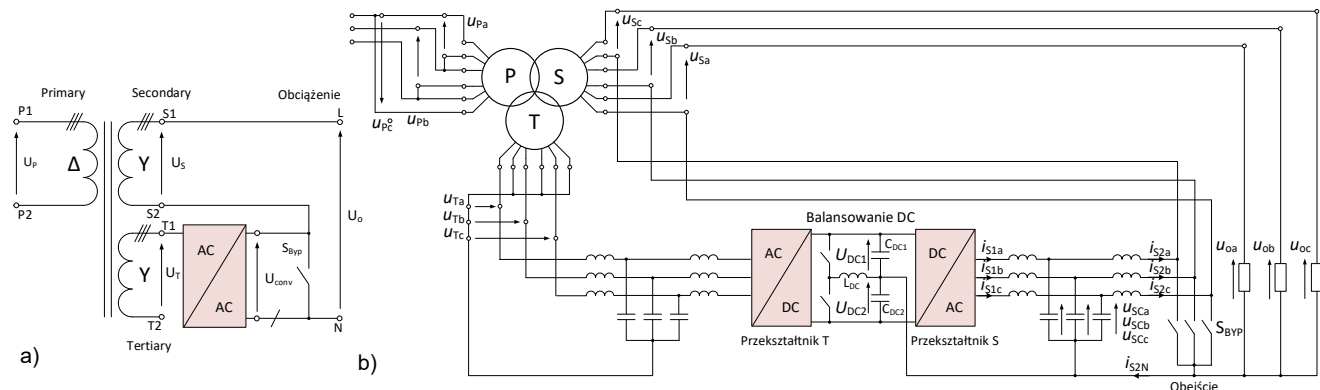 Primary
Secondary
Obciążenie
P1
S1
L
U_P
Δ
Y
U_S
P2
S2
T1
U_o
Y
U_T
AC
AC
U_conv
S_Byp
T2
N
Tertiary
a)
b)
u_Pa
u_Pb
u_Pc
P
S
T
u_Sc
u_Sb
u_Sa
u_Ta
u_Tb
u_Tc
Balansowanie DC
AC
DC
U_DC1
C_DC1
L_DC
U_DC2
C_DC2
DC
AC
i_S1a
i_S1b
i_S1c
i_S2a
i_S2b
i_S2c
u_oa
u_ob
u_oc
u_SCa
u_SCb
u_SCc
S_BYP
Przekształtnik T
Przekształtnik S
i_S2N
Obejście